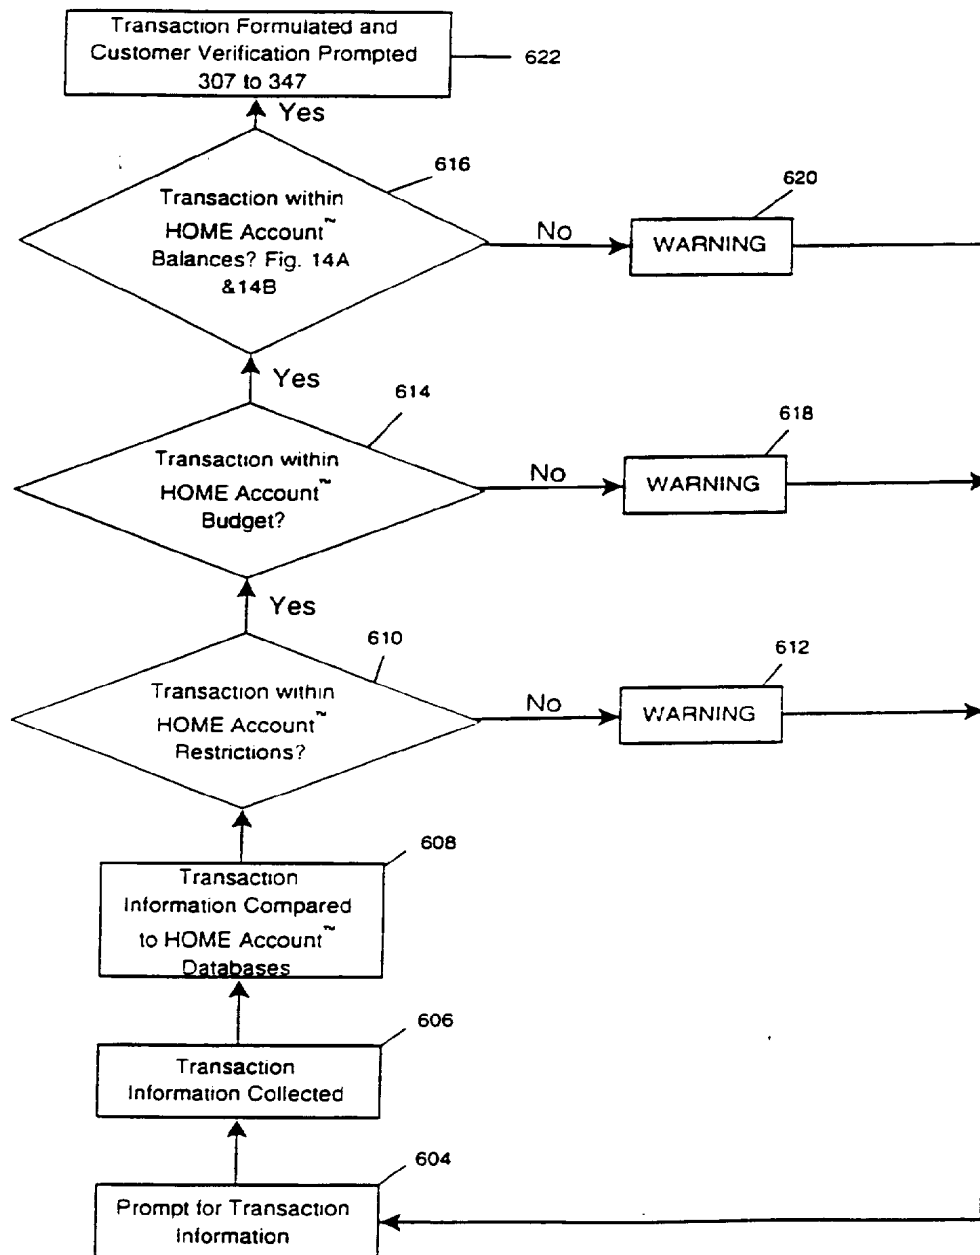 Transaction Formulated and
Customer Verification Prompted
307 to 347
622
Yes
616
Transaction within
HOME Account~
Balances? Fig. 14A
&14B
No
620
WARNING
Yes
614
Transaction within
HOME Account~
Budget?
No
618
WARNING
Yes
610
Transaction within
HOME Account~
Restrictions?
No
612
WARNING
608
Transaction
Information Compared
to HOME Account~
Databases
606
Transaction
Information Collected
604
Prompt for Transaction
Information